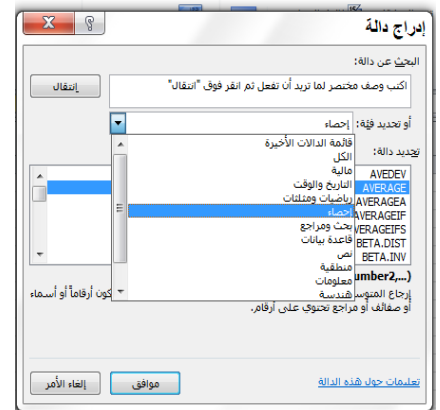 إدراج دالة
البحث عن دالة:
اكتب وصف مختصر لما تريد أن تفعل ثم انقر فوق "انتقال"
إنتقال
أو تحديد فئة: إحصاء
قائمة الدالات الأخيرة
الكل
مالية
التاريخ والوقت
رياضيات ومثلثات
إحصاء
بحث ومراجع
قاعدة بيانات
نص
منطقية
معلومات
هندسة
تحديد دالة:
AVEDEV
AVERAGE
AVERAGEA
AVERAGEIF
AVERAGEIFS
BETA.DIST
BETA.INV
umber2,...)
إرجاع المتوس
كون أرقاماً أو أسماء
أو صفائف أو مراجع تحتوي على أرقام.
تعليمات حول هذه الدالة
موافق
إلغاء الأمر